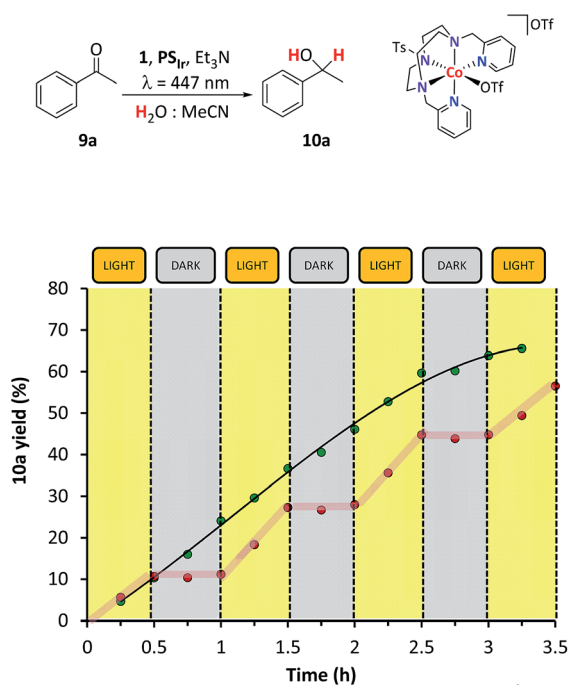 1, PS_Ir, Et₃N
λ = 447 nm
H₂O : MeCN
O
9a
HO H
10a
Ts
N
N
N
N
N
Co
OTf
OTf
LIGHT DARK LIGHT DARK LIGHT DARK LIGHT
80
70
60
50
40
30
20
10
0
10a yield (%)
0 0.5 1 1.5 2 2.5 3 3.5
Time (h)